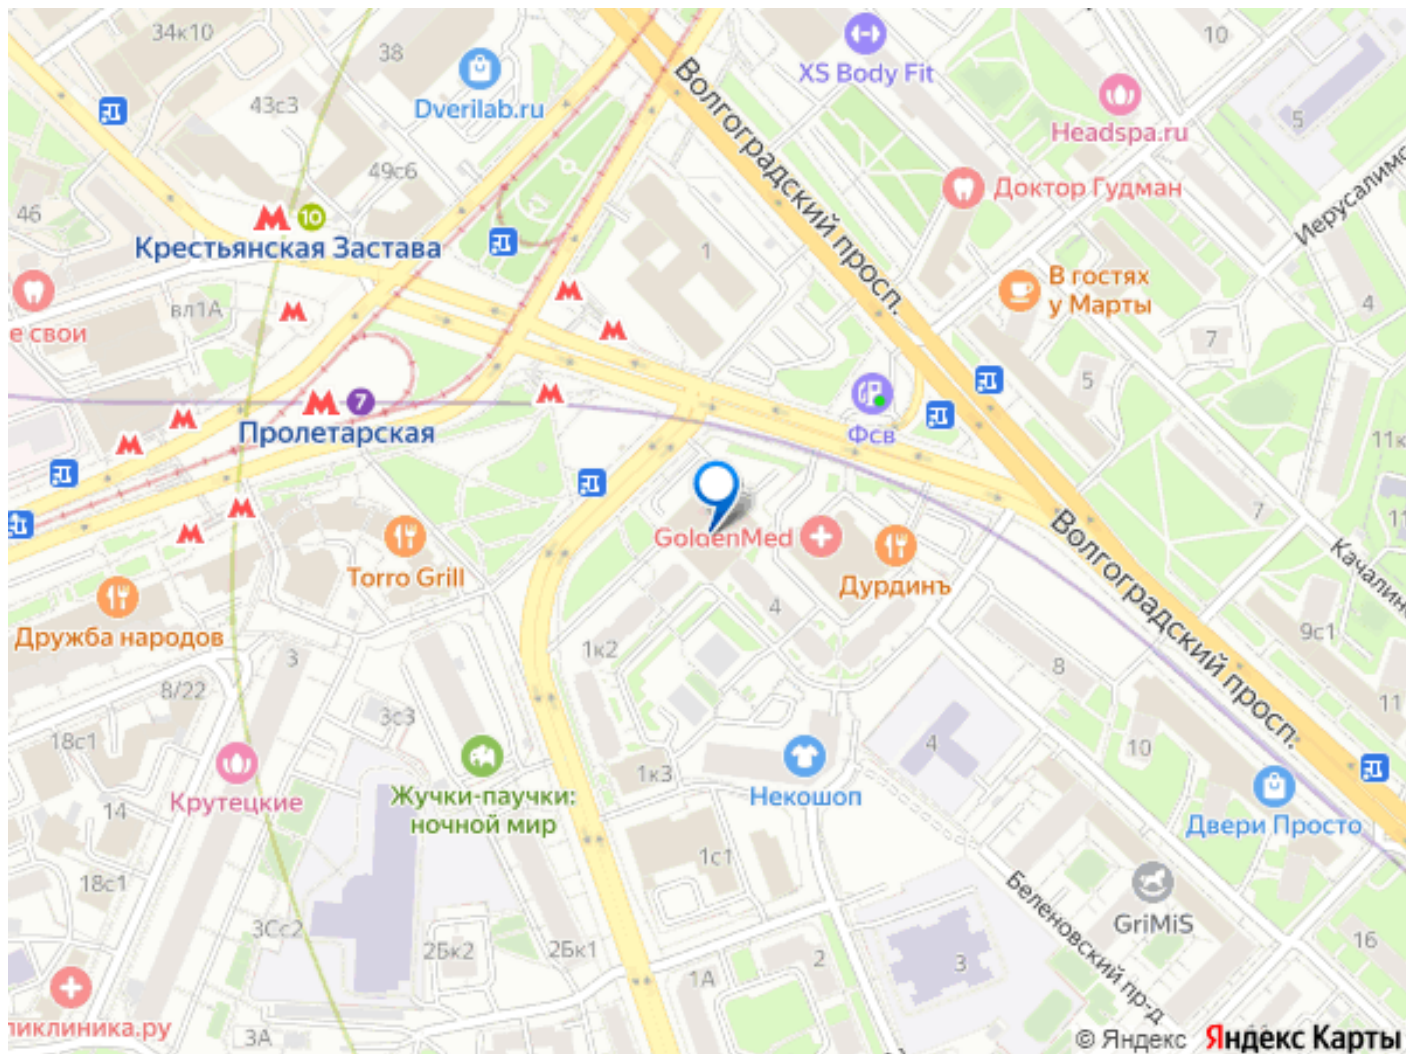 34к10
38
10
XS Body Fit
Dverilab.ru
43с3
Headspa.ru
5
49с6
Волгоградский просп.
Доктор Гудман
46
10
Крестьянская Застава
1
В гостях
у Марты
вл1А
4
е свои
7
5
7
Пролетарская
Фсв
11к
7
GoldenMed
Torro Grill
Дурдинъ
Волгоградский просп.
4
Дружба народов
9с1
3
1к2
8
8/22
11
3с3
18с1
4
10
1к3
Жучки-паучки:
ночной мир
Некошоп
Крутецкие
14
Двери Просто
1с1
18с1
Беленовский пр-д
GriMiS
3Сс2
2Бк2
2Бк1
2
3
16
1А
ликлиника.ру
3А
© Яндекс Яндекс Карты